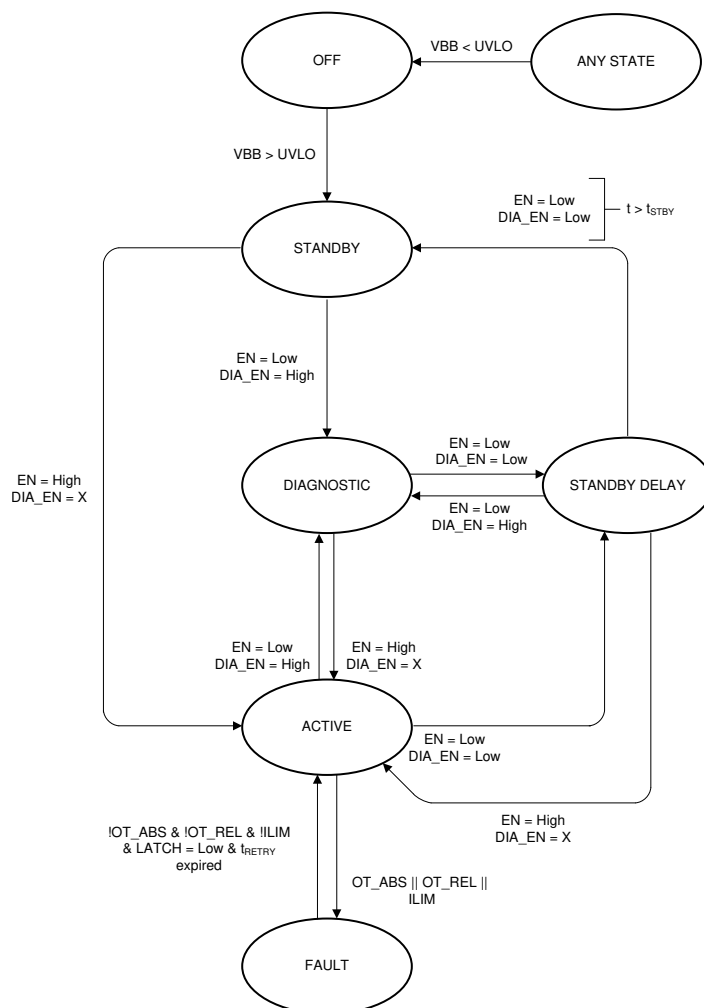 VBB < UVLO
OFF
ANY STATE
VBB > UVLO
EN = Low
DIA_EN = Low
t > tSTBY
STANDBY
EN = Low
DIA_EN = High
EN = Low
DIA_EN = Low
EN = High
DIA_EN = X
DIAGNOSTIC
STANDBY DELAY
EN = Low
DIA_EN = High
EN = Low
DIA_EN = High
EN = High
DIA_EN = X
ACTIVE
EN = Low
DIA_EN = Low
EN = High
DIA_EN = X
!OT_ABS & !OT_REL & !ILIM
& LATCH = Low & tRETRY
expired
OT_ABS || OT_REL ||
ILIM
FAULT